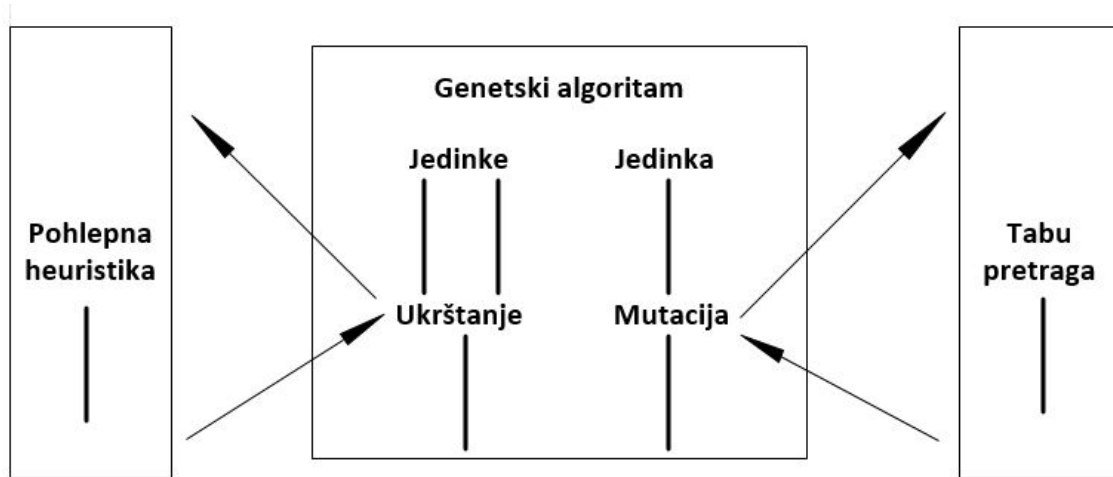 Genetski algoritam
Jedinke
Jedinka
Pohlepna
heuristika
Tabu
pretraga
Ukrštanje
Mutacija